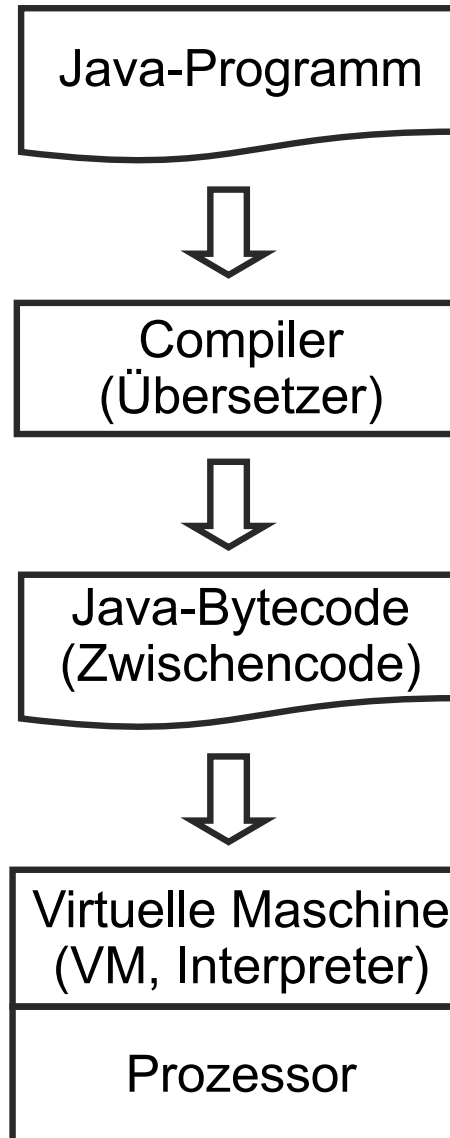 Java-Programm
Compiler
(Übersetzer)
Java-Bytecode
(Zwischencode)
Virtuelle Maschine
(VM, Interpreter)
Prozessor